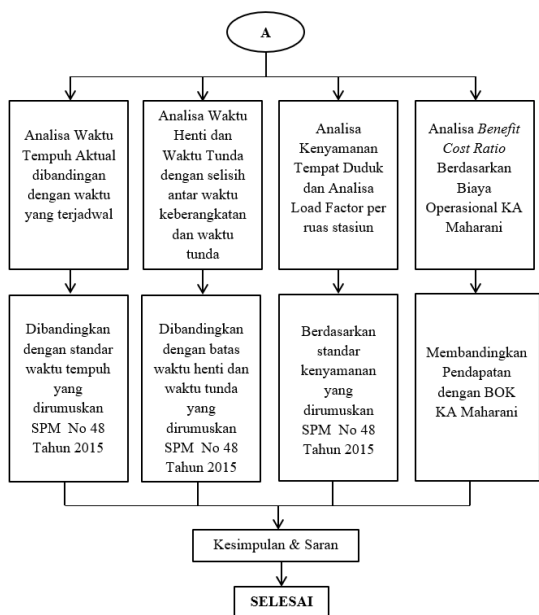 A
Analisa Waktu
Tempuh Aktual
dibandingan
dengan waktu
yang terjadwal
Analisa Waktu
Henti dan
Waktu Tunda
dengan selisih
antar waktu
keberangkatan
dan waktu
tunda
Analisa
Kenyamanan
Tempat Duduk
dan Analisa
Load Factor per
ruas stasiun
Analisa Benefit
Cost Ratio
Berdasarkan
Biaya
Operasional KA
Maharani
Dibandingkan
dengan standar
waktu tempuh
yang
dirumuskan
SPM No 48
Tahun 2015
Dibandingkan
dengan batas
waktu henti dan
waktu tunda
yang
dirumuskan
SPM No 48
Tahun 2015
Berdasarkan
standar
kenyamanan
yang
dirumuskan
SPM No 48
Tahun 2015
Membandingkan
Pendapatan
dengan BOK
KA Maharani
Kesimpulan & Saran
SELESAI